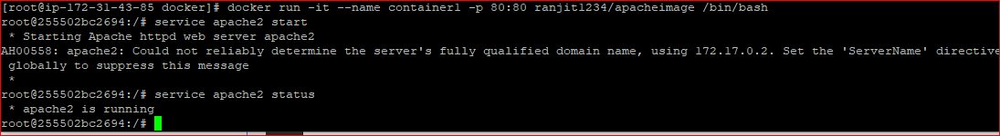 [root@ip-172-31-43-85 docker]# docker run -it --name container1 -p 80:80 ranjit1234/apacheimage /bin/bash
root@255502bc2694:/# service apache2 start
 * Starting Apache httpd web server apache2
AH00558: apache2: Could not reliably determine the server's fully qualified domain name, using 172.17.0.2. Set the 'ServerName' directive
 globally to suppress this message
 *
root@255502bc2694:/# service apache2 status
 * apache2 is running
root@255502bc2694:/#